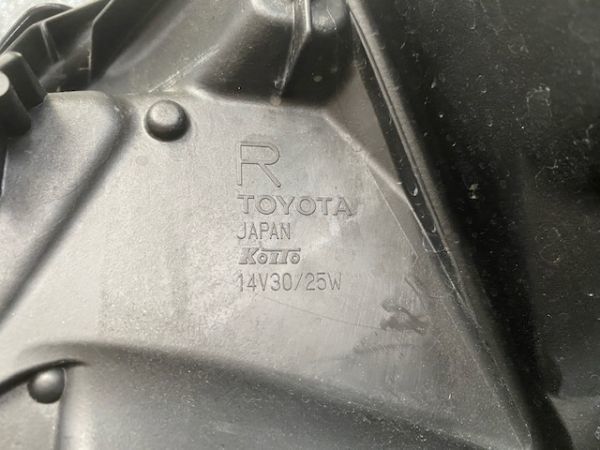 R
TOYOTA
JAPAN
KOITO
14V30/25W